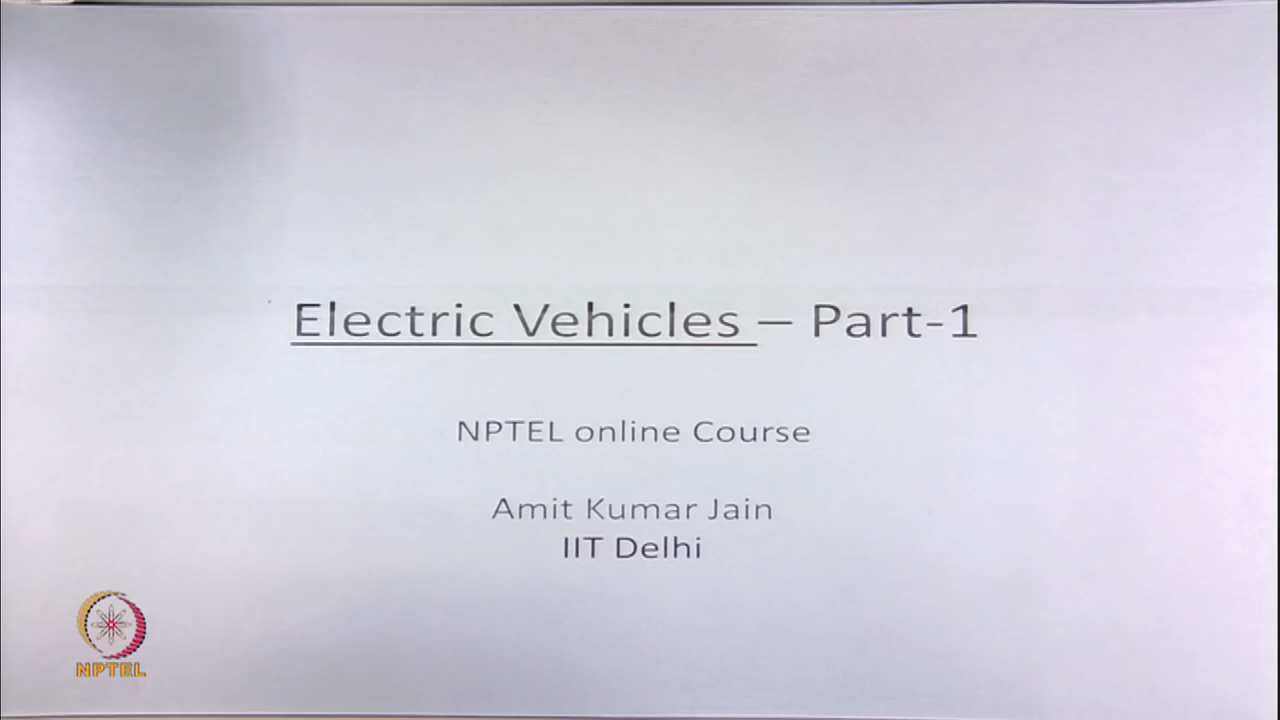 Electric Vehicles – Part-1
NPTEL online Course
Amit Kumar Jain
IIT Delhi
NPTEL